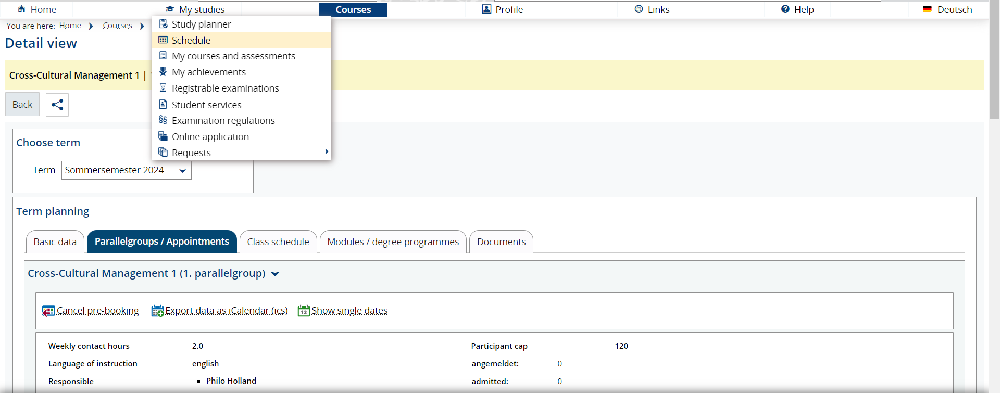 Home My studies Courses Profile Links Help Deutsch
You are here: Home Courses
Study planner
Schedule
My courses and assessments
My achievements
Registrable examinations
Student services
Examination regulations
Online application
Requests
Detail view
Cross-Cultural Management 1 |
Back
Choose term
Term Sommersemester 2024
Term planning
Basic data Parallelgroups / Appointments Class schedule Modules / degree programmes Documents
Cross-Cultural Management 1 (1. parallelgroup)
Cancel pre-booking Export data as iCalendar (ics) 12 Show single dates
Weekly contact hours 2.0 Participant cap 120
Language of instruction english angemeldet: 0
Responsible ▪ Philo Holland admitted: 0